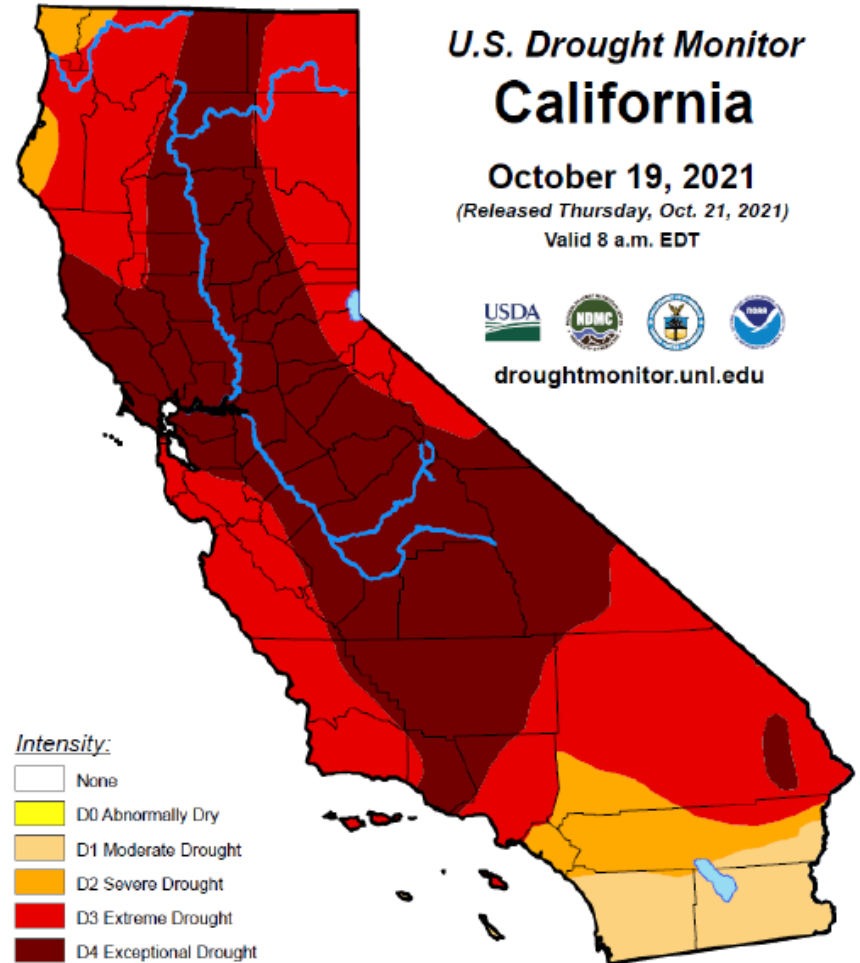 U.S. Drought Monitor
California
October 19, 2021
(Released Thursday, Oct. 21, 2021)
Valid 8 a.m. EDT
USDA
NDMC
noaa
droughtmonitor.unl.edu
Intensity:
None
D0 Abnormally Dry
D1 Moderate Drought
D2 Severe Drought
D3 Extreme Drought
D4 Exceptional Drought